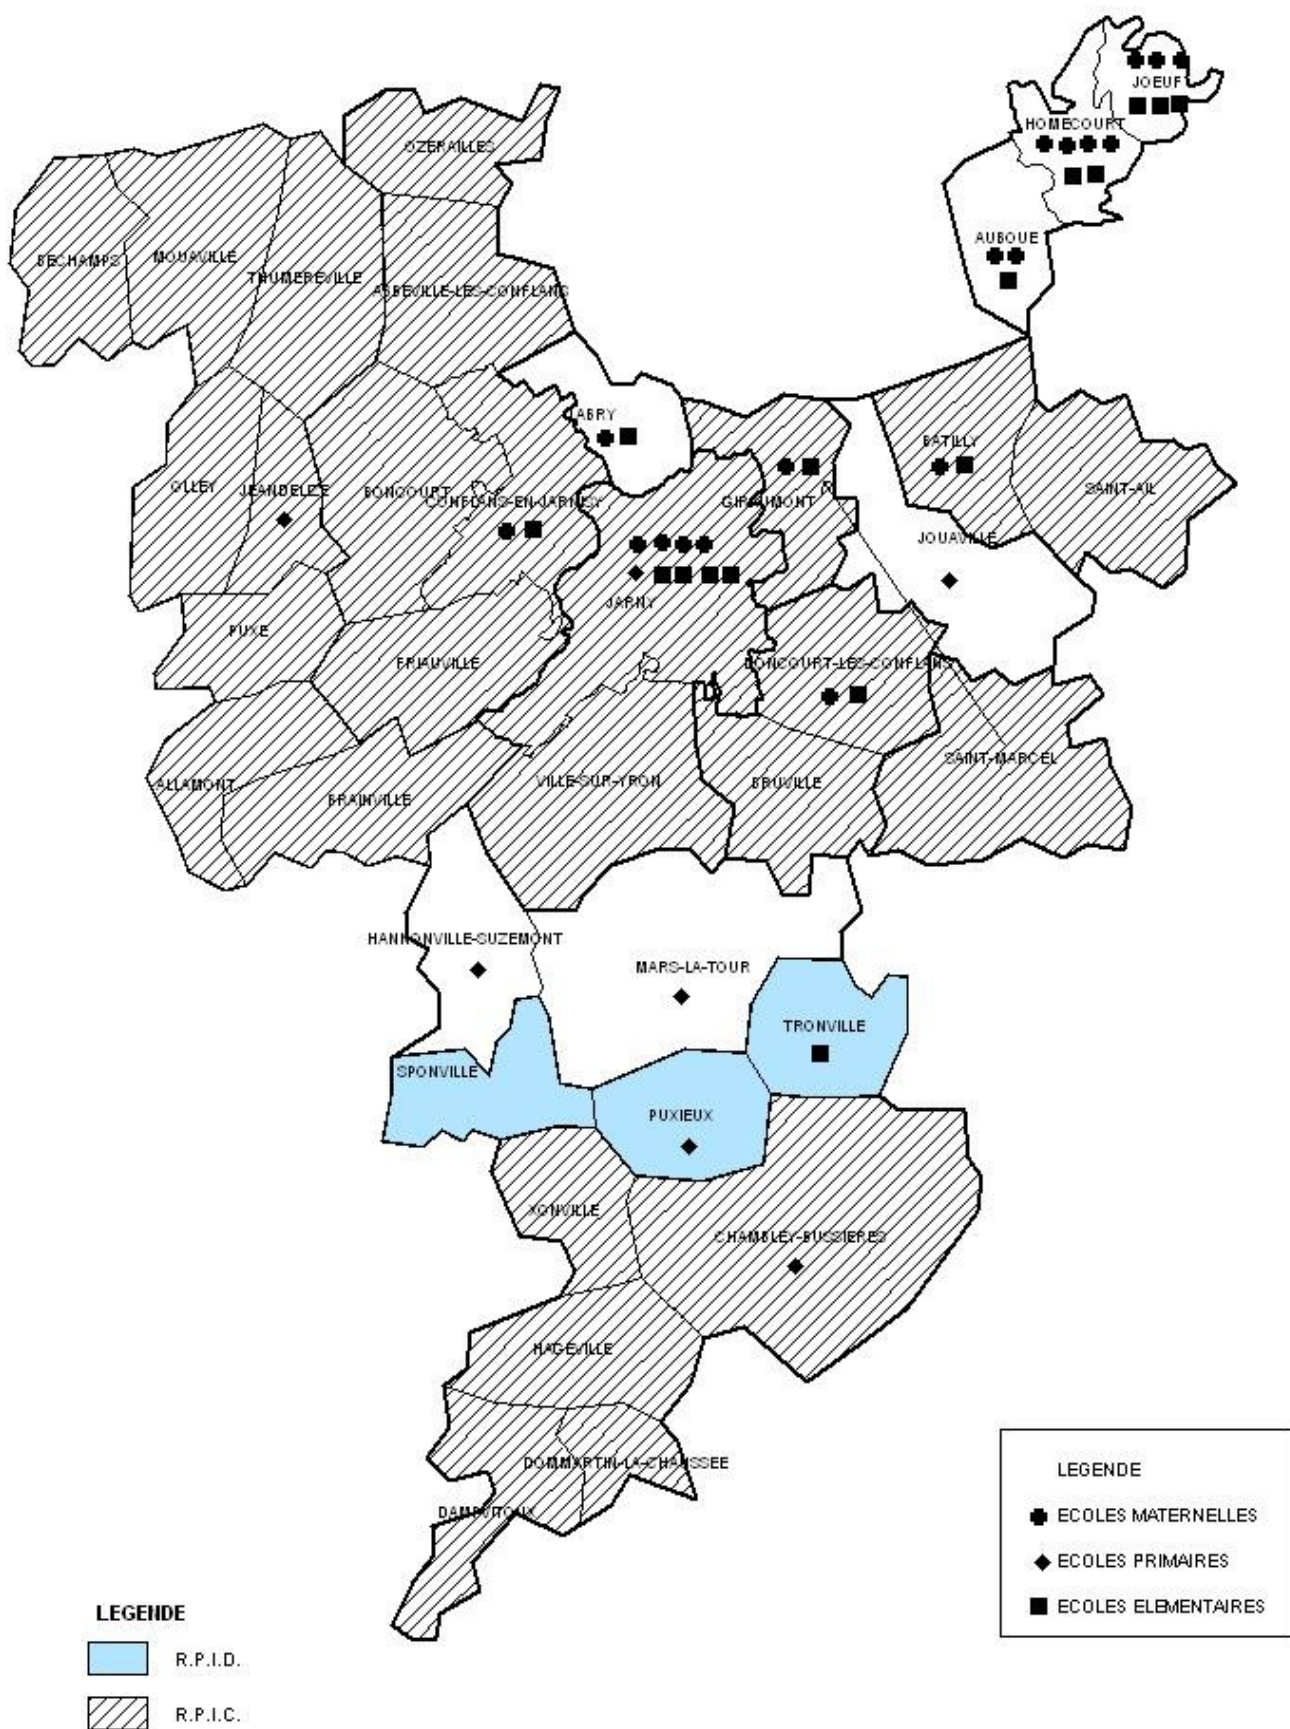 JOEUF
HOMECOURT
OZERAILLES
AUBOUE
BECHAMPS
MOUAVILLE
THUMEREVILLE
ABBEVILLE-LES-CONFLANS
LABRY
BATILLY
OLLEY
JEANDELIZE
BONCOURT
CONFLANS-EN-JARNISY
GIRAUMONT
SAINT-AIL
JOUAVILLE
JARNY
PUXE
FRIAUVILLE
DONCOURT-LES-CONFLANS
ALLAMONT
BRAINVILLE
VILLE-SUR-YRON
BRUVILLE
SAINT-MARCEL
HANNONVILLE-SUZEMONT
MARS-LA-TOUR
TRONVILLE
SPONVILLE
PUXIEUX
XONVILLE
CHAMBLEY-BUSSIERES
HAGEVILLE
DOMMARTIN-LA-CHAUSSEE
DAMPVITOUX
LEGENDE
ECOLES MATERNELLES
ECOLES PRIMAIRES
ECOLES ELEMENTAIRES
LEGENDE
R.P.I.D.
R.P.I.C.